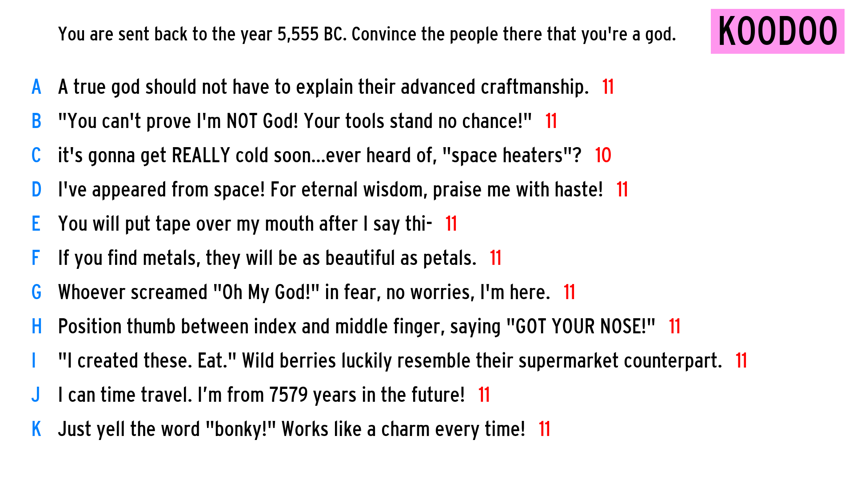 You are sent back to the year 5,555 BC. Convince the people there that you're a god.
KOODOO
A A true god should not have to explain their advanced craftmanship. 11
B "You can't prove I'm NOT God! Your tools stand no chance!" 11
C it's gonna get REALLY cold soon...ever heard of, "space heaters"? 10
D I've appeared from space! For eternal wisdom, praise me with haste! 11
E You will put tape over my mouth after I say thi- 11
F If you find metals, they will be as beautiful as petals. 11
G Whoever screamed "Oh My God!" in fear, no worries, I'm here. 11
H Position thumb between index and middle finger, saying "GOT YOUR NOSE!" 11
I "I created these. Eat." Wild berries luckily resemble their supermarket counterpart. 11
J I can time travel. I’m from 7579 years in the future! 11
K Just yell the word "bonky!" Works like a charm every time! 11